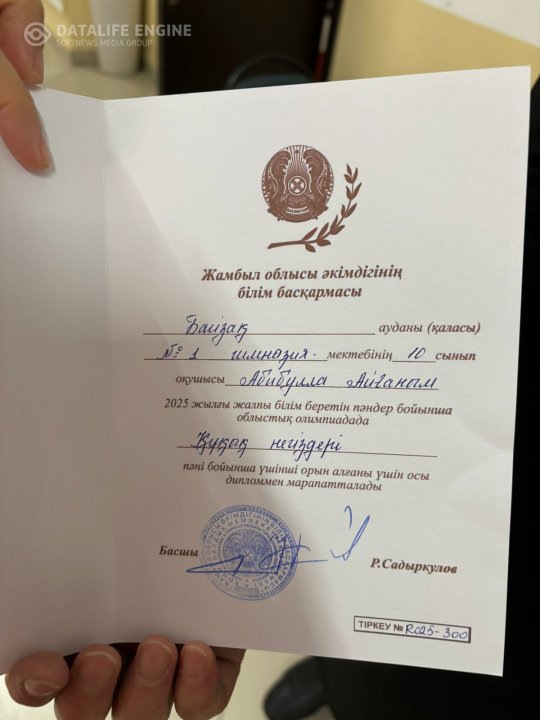 DATALIFE ENGINE
SOFTNEWS MEDIA GROUP
ҚАЗАҚСТАН
Жамбыл облысы әкімдігінің
білім басқармасы
Байзақ ауданы (қаласы)
№ 1 гимназия мектебінің 10 сынып
оқушысы Абибулла Айғаным
2025 жылғы жалпы білім беретін пәндер бойынша
облыстық олимпиадада
Құқық негіздері
пәні бойынша үшінші орын алғаны үшін осы
дипломмен марапатталады
Басшы Р.Садыркулов
ТІРКЕУ № R025-300